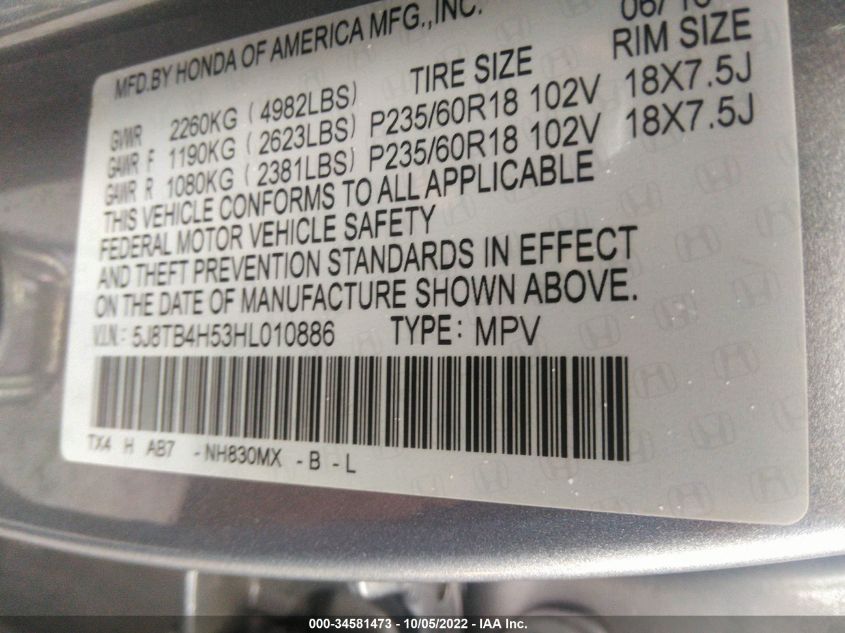 MFD.BY HONDA OF AMERICA MFG.,INC.
TIRE SIZE RIM SIZE
GVWR 2260KG (4982LBS)
GAWR F 1190KG (2623LBS) P235/60R18 102V 18X7.5J
GAWR R 1080KG (2381LBS) P235/60R18 102V 18X7.5J
THIS VEHICLE CONFORMS TO ALL APPLICABLE
FEDERAL MOTOR VEHICLE SAFETY
AND THEFT PREVENTION STANDARDS IN EFFECT
ON THE DATE OF MANUFACTURE SHOWN ABOVE.
V.I.N: 5J8TB4H53HL010886 TYPE: MPV
TX4 H AB7 -NH830MX -B -L
000-34581473 - 10/05/2022 - IAA Inc.